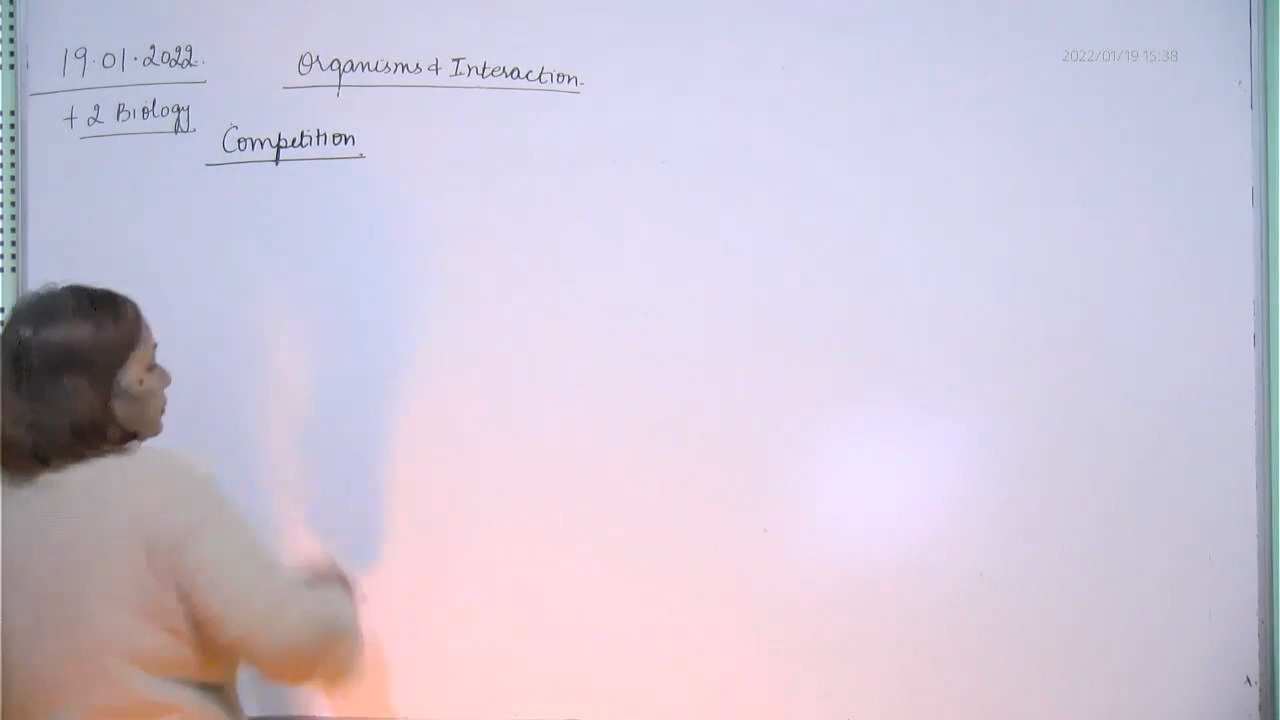 19.01.2022.
Organisms & Interaction.
2022/01/19 15:38
+2 Biology
Competition